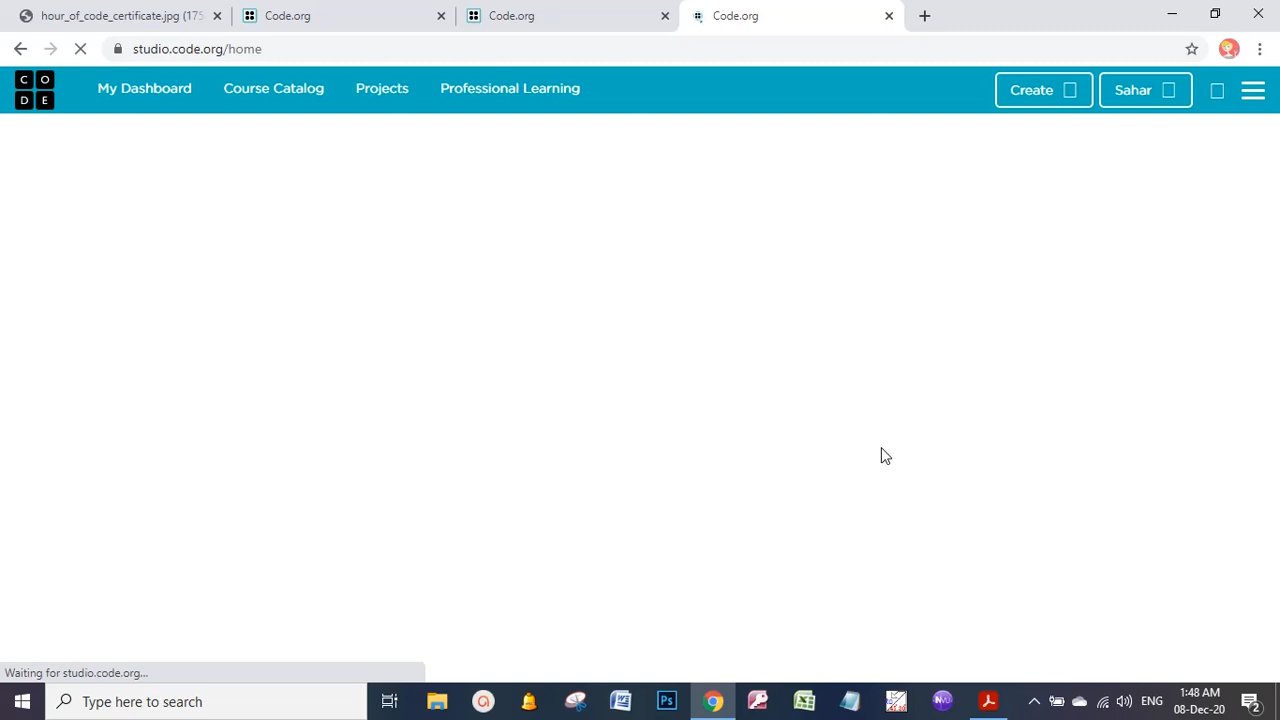 hour_of_code_certificate.jpg (175
Code.org
Code.org
Code.org
studio.code.org/home
C O
D E
My Dashboard
Course Catalog
Projects
Professional Learning
Create
Sahar
Waiting for studio.code.org...
Type here to search
Ps
ENG
1:48 AM
08-Dec-20
2